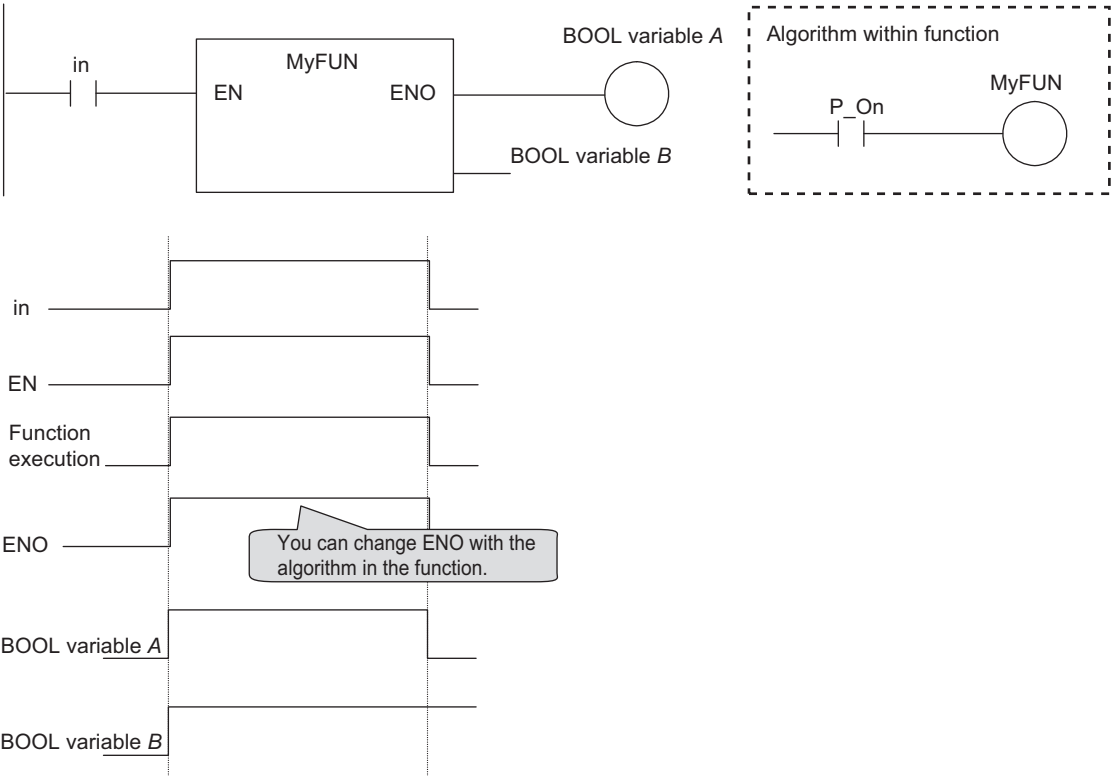 in
MyFUN
EN
ENO
BOOL variable A
BOOL variable B
Algorithm within function
P_On
MyFUN
in
EN
Function
execution
ENO
You can change ENO with the
algorithm in the function.
BOOL variable A
BOOL variable B